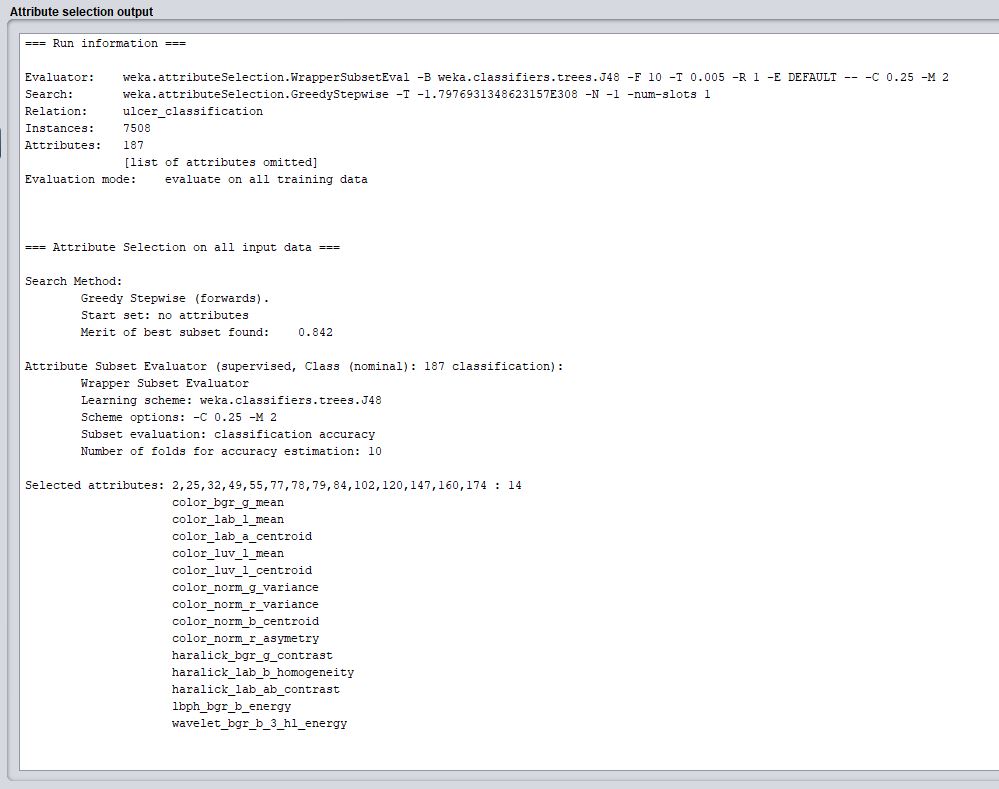 Attribute selection output
=== Run information ===
Evaluator: weka.attributeSelection.WrapperSubsetEval -B weka.classifiers.trees.J48 -F 10 -T 0.005 -R 1 -E DEFAULT -- -C 0.25 -M 2
Search: weka.attributeSelection.GreedyStepwise -T -1.7976931348623157E308 -N -1 -num-slots 1
Relation: ulcer_classification
Instances: 7508
Attributes: 187
[list of attributes omitted]
Evaluation mode: evaluate on all training data
=== Attribute Selection on all input data ===
Search Method:
Greedy Stepwise (forwards).
Start set: no attributes
Merit of best subset found: 0.842
Attribute Subset Evaluator (supervised, Class (nominal): 187 classification):
Wrapper Subset Evaluator
Learning scheme: weka.classifiers.trees.J48
Scheme options: -C 0.25 -M 2
Subset evaluation: classification accuracy
Number of folds for accuracy estimation: 10
Selected attributes: 2,25,32,49,55,77,78,79,84,102,120,147,160,174 : 14
color_bgr_g_mean
color_lab_l_mean
color_lab_a_centroid
color_luv_l_mean
color_luv_l_centroid
color_norm_g_variance
color_norm_r_variance
color_norm_b_centroid
color_norm_r_asymetry
haralick_bgr_g_contrast
haralick_lab_b_homogeneity
haralick_lab_ab_contrast
lbph_bgr_b_energy
wavelet_bgr_b_3_hl_energy